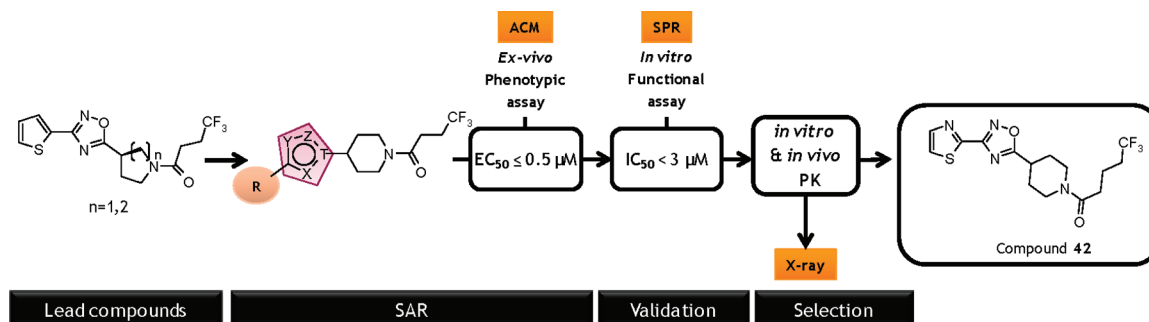 ACM
Ex-vivo
Phenotypic
assay
SPR
In vitro
Functional
assay
S
N
O
N
n
N
O
CF3
n=1,2
R
Y
Z
T
X
N
O
CF3
EC50 ≤ 0.5 µM
IC50 < 3 µM
in vitro
& in vivo
PK
X-ray
N
S
N
O
N
N
O
CF3
Compound 42
Lead compounds
SAR
Validation
Selection